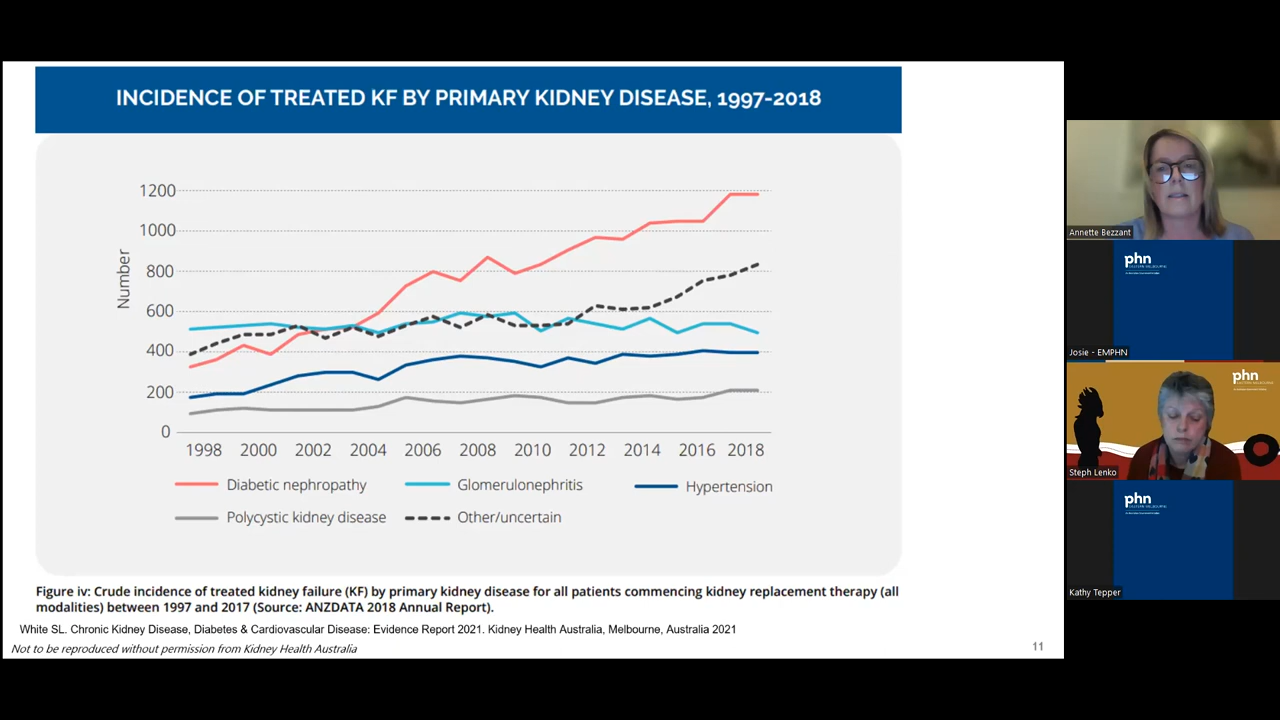 INCIDENCE OF TREATED KF BY PRIMARY KIDNEY DISEASE, 1997-2018
1200
1000
800
600
400
200
0
Number
1998 2000 2002 2004 2006 2008 2010 2012 2014 2016 2018
Diabetic nephropathy Glomerulonephritis Hypertension
Polycystic kidney disease Other/uncertain
Figure iv: Crude incidence of treated kidney failure (KF) by primary kidney disease for all patients commencing kidney replacement therapy (all
modalities) between 1997 and 2017 (Source: ANZDATA 2018 Annual Report).
White SL. Chronic Kidney Disease, Diabetes & Cardiovascular Disease: Evidence Report 2021. Kidney Health Australia, Melbourne, Australia 2021
Not to be reproduced without permission from Kidney Health Australia
11
Annette Bezzant
phn
Josie - EMPHN
phn
Steph Lenko
phn
Kathy Tepper